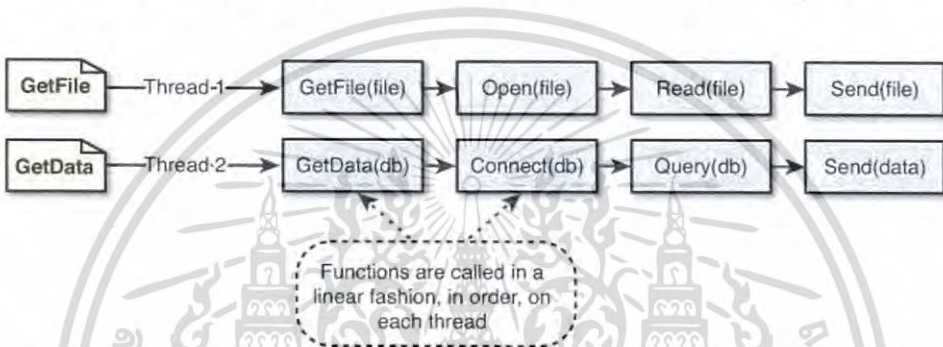 GetFile
Thread-1
GetFile(file)
Open(file)
Read(file)
Send(file)
GetData
Thread-2
GetData(db)
Connect(db)
Query(db)
Send(data)
Functions are called in a
linear fashion, in order, on
each thread